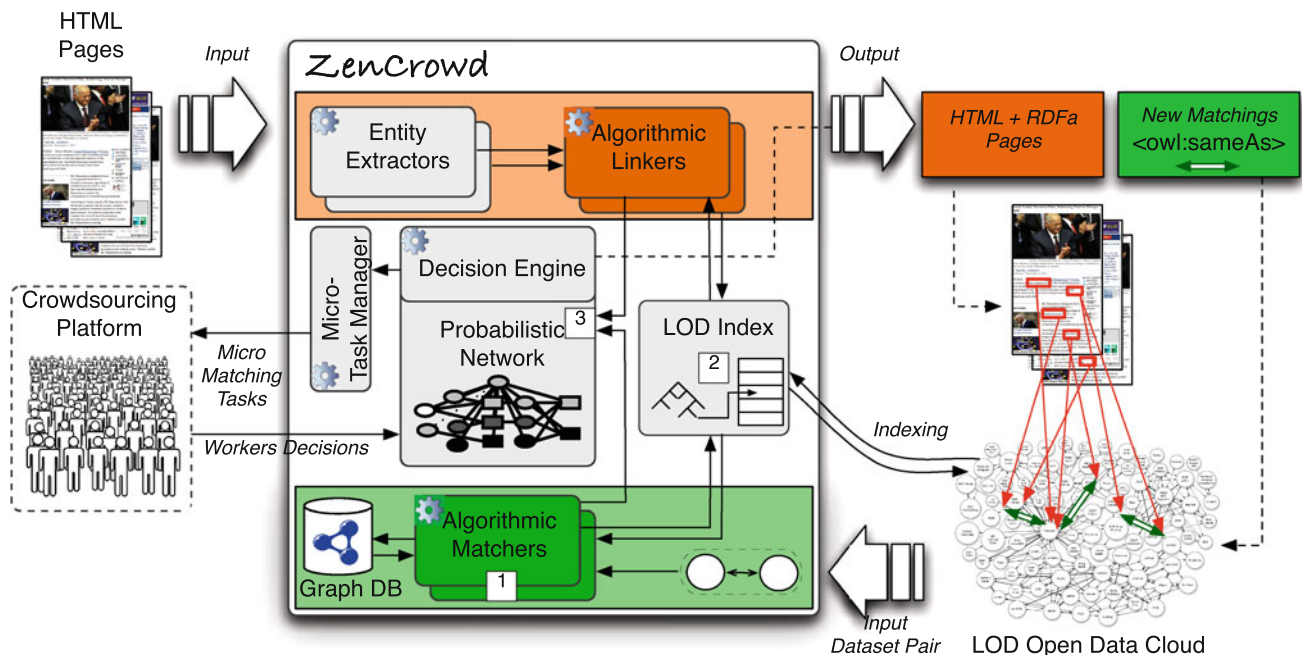 HTML
Pages
Input
ZenCrowd
Output
Entity
Extractors
Algorithmic
Linkers
HTML + RDFa
Pages
New Matchings
<owl:sameAs>
Micro-
Task Manager
Decision Engine
3
Probabilistic
Network
LOD Index
2
Crowdsourcing
Platform
Micro
Matching
Tasks
Workers Decisions
Indexing
Graph DB
Algorithmic
Matchers
1
Input
Dataset Pair
LOD Open Data Cloud